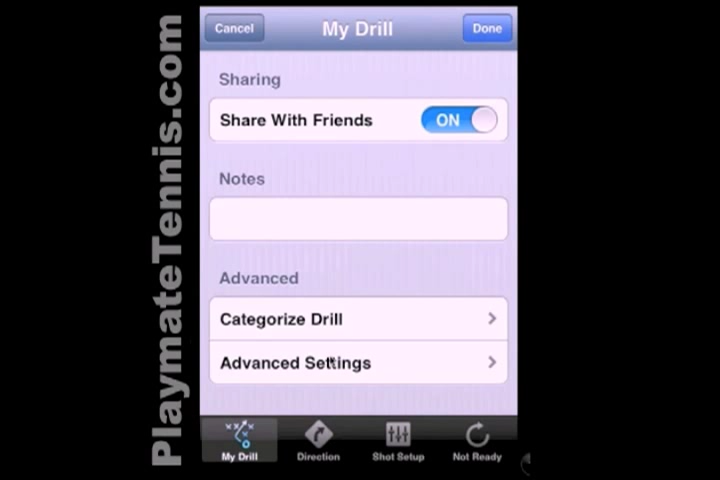 PlaymateTennis.com
Cancel
My Drill
Done
Sharing
Share With Friends
ON
Notes
Advanced
Categorize Drill
Advanced Settings
My Drill
Direction
Shot Setup
Not Ready